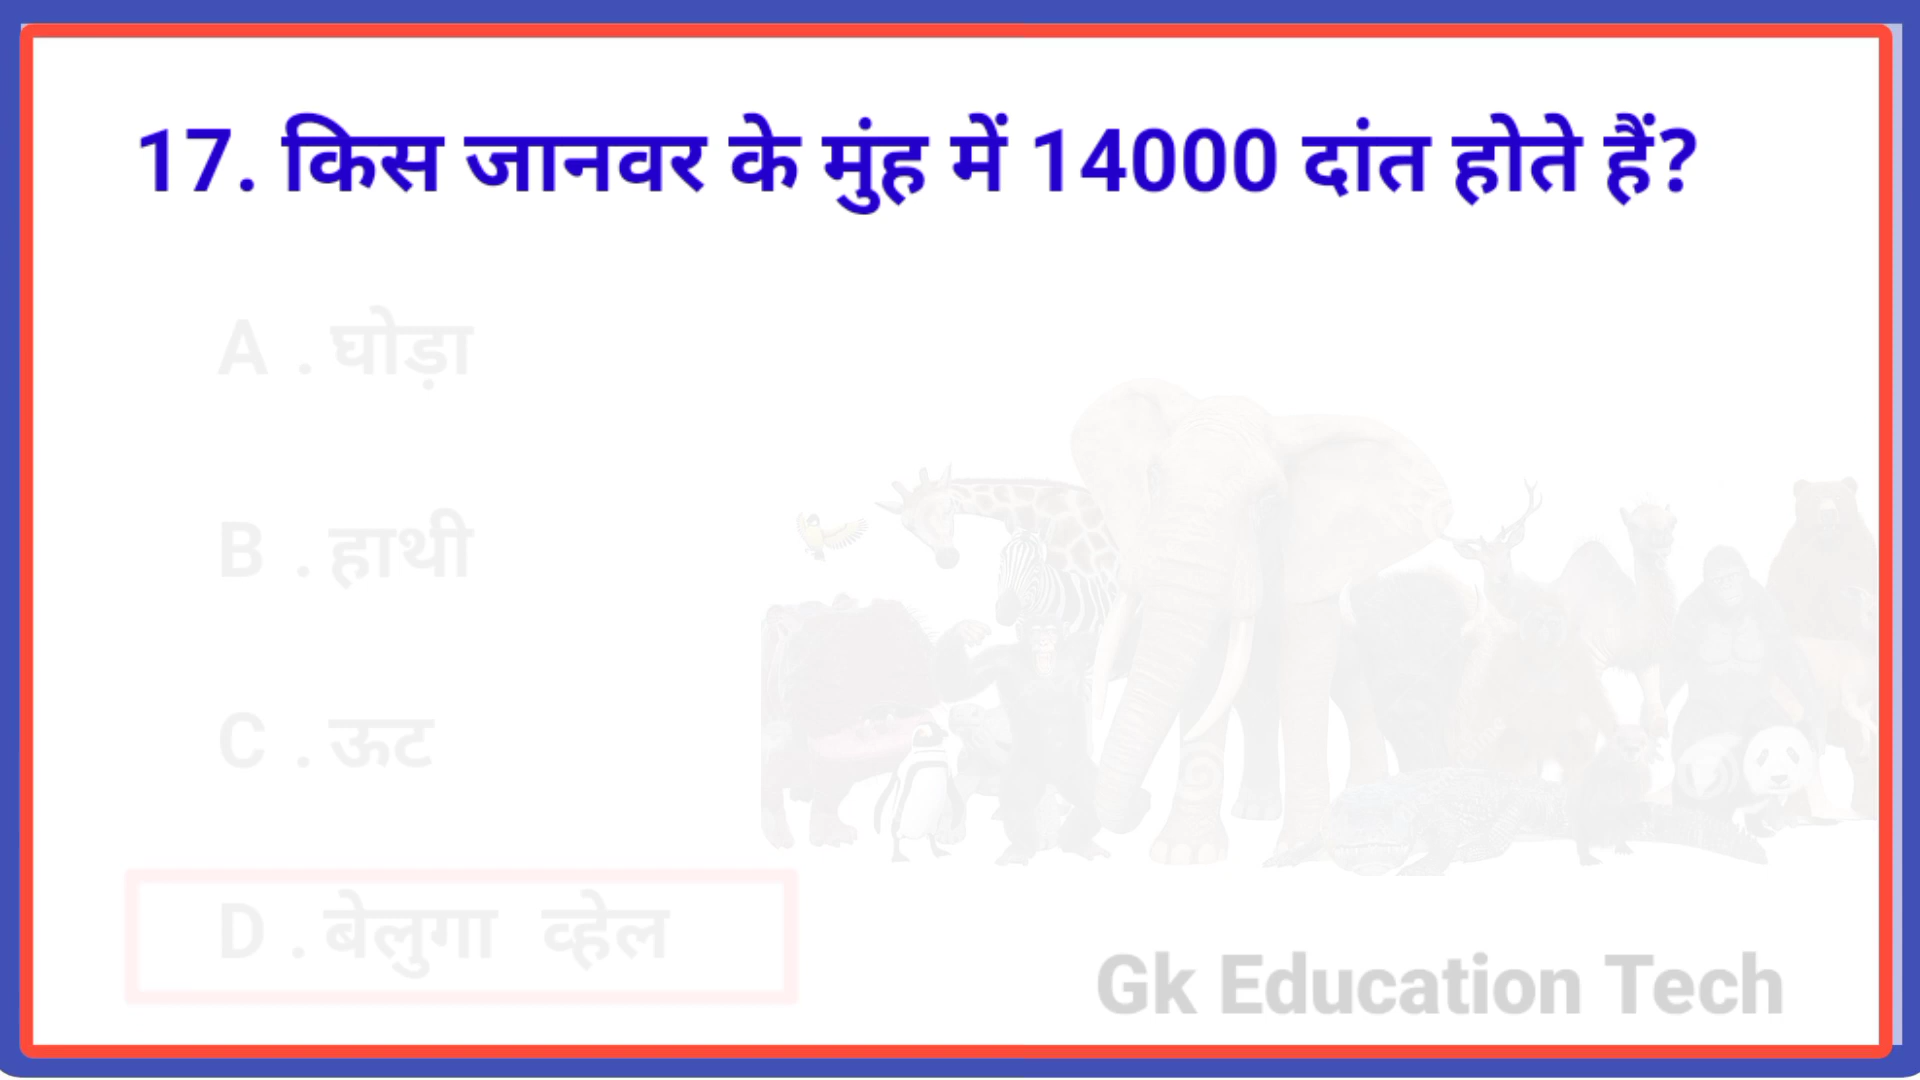 17. किस जानवर के मुंह में 14000 दांत होते हैं?
A . घोड़ा
B . हाथी
C . ऊट
D . बेलुगा व्हेल
Gk Education Tech